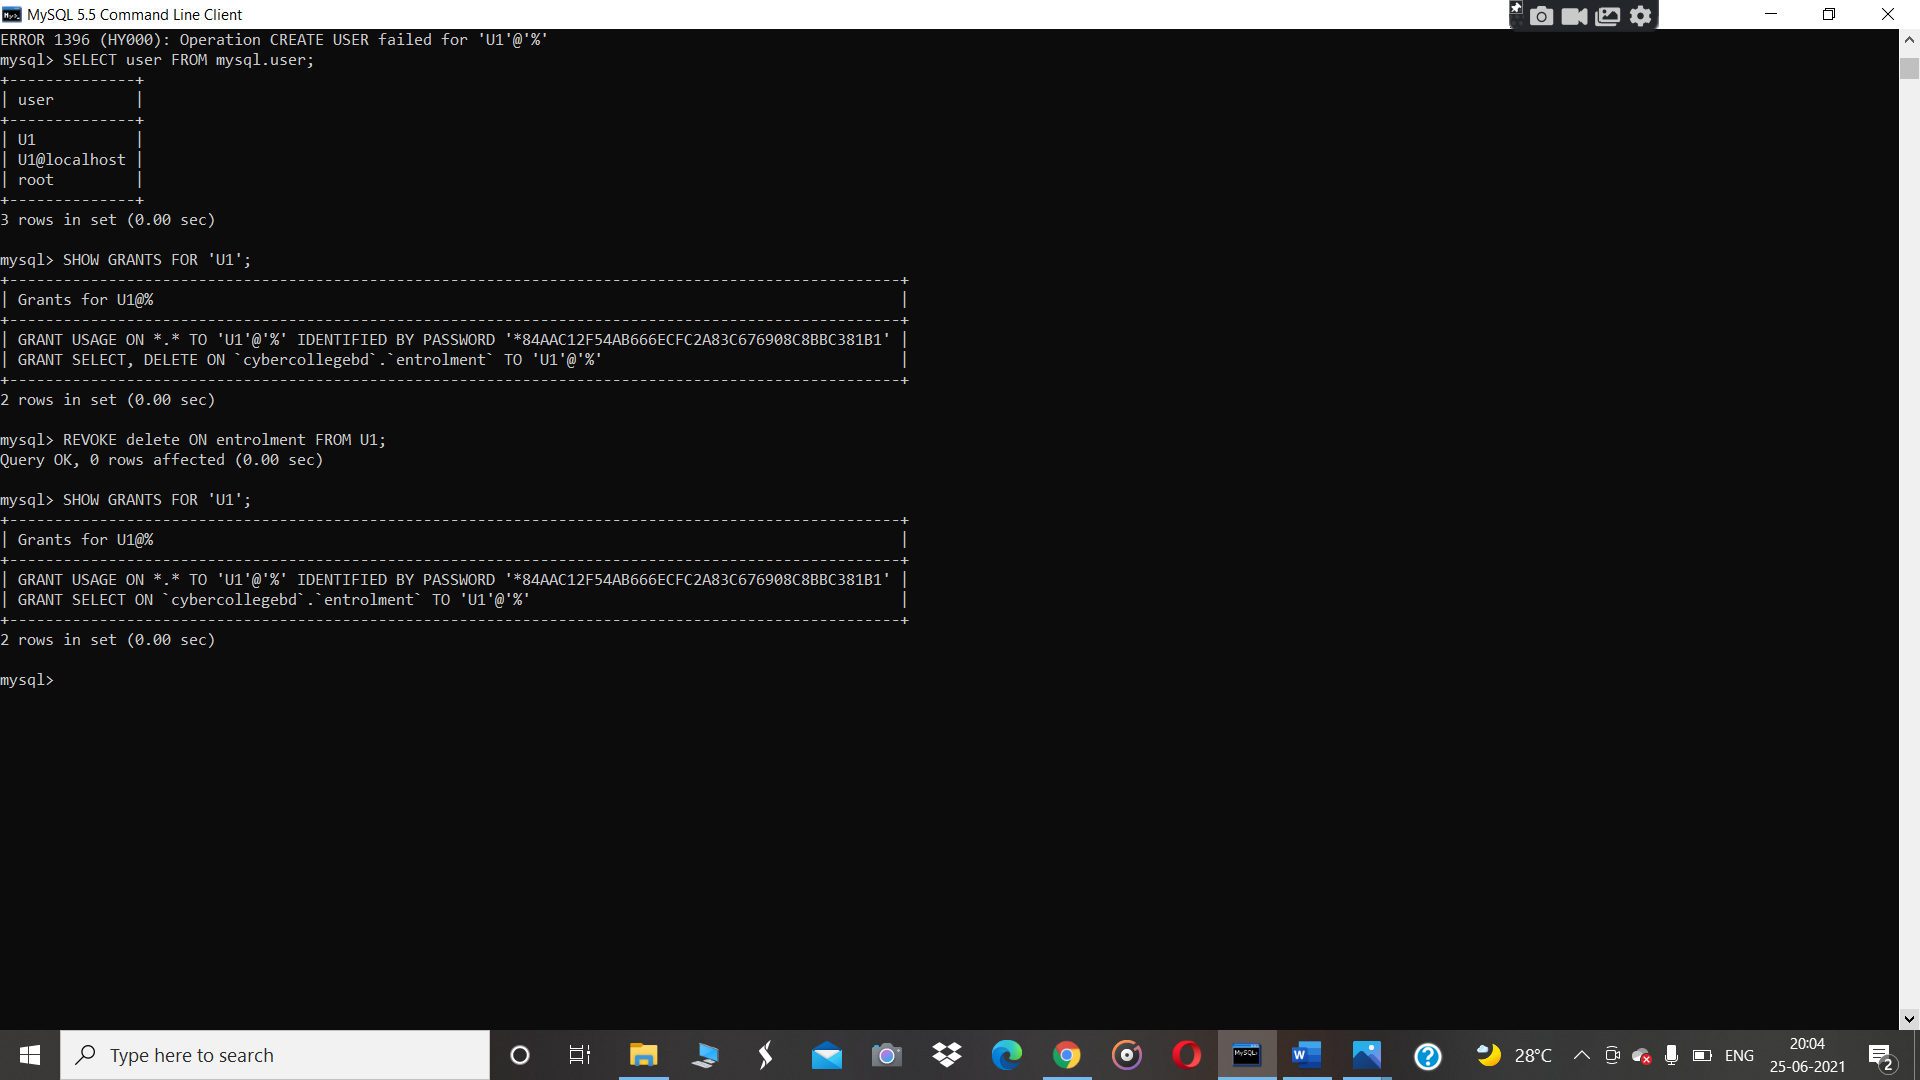 MySQL 5.5 Command Line Client
ERROR 1396 (HY000): Operation CREATE USER failed for 'U1'@'%'
mysql> SELECT user FROM mysql.user;
+--------------+
| user         |
+--------------+
| U1           |
| U1@localhost |
| root         |
+--------------+
3 rows in set (0.00 sec)
mysql> SHOW GRANTS FOR 'U1';
+---------------------------------------------------------------------------------------------------+
| Grants for U1@%                                                                                   |
+---------------------------------------------------------------------------------------------------+
| GRANT USAGE ON *.* TO 'U1'@'%' IDENTIFIED BY PASSWORD '*84AAC12F54AB666ECFC2A83C676908C8BBC381B1' |
| GRANT SELECT, DELETE ON `cybercollegebd`.`entrolment` TO 'U1'@'%'                                 |
+---------------------------------------------------------------------------------------------------+
2 rows in set (0.00 sec)
mysql> REVOKE delete ON entrolment FROM U1;
Query OK, 0 rows affected (0.00 sec)
mysql> SHOW GRANTS FOR 'U1';
+---------------------------------------------------------------------------------------------------+
| Grants for U1@%                                                                                   |
+---------------------------------------------------------------------------------------------------+
| GRANT USAGE ON *.* TO 'U1'@'%' IDENTIFIED BY PASSWORD '*84AAC12F54AB666ECFC2A83C676908C8BBC381B1' |
| GRANT SELECT ON `cybercollegebd`.`entrolment` TO 'U1'@'%'                                         |
+---------------------------------------------------------------------------------------------------+
2 rows in set (0.00 sec)
mysql>
Type here to search
28°C
ENG
20:04
25-06-2021
2